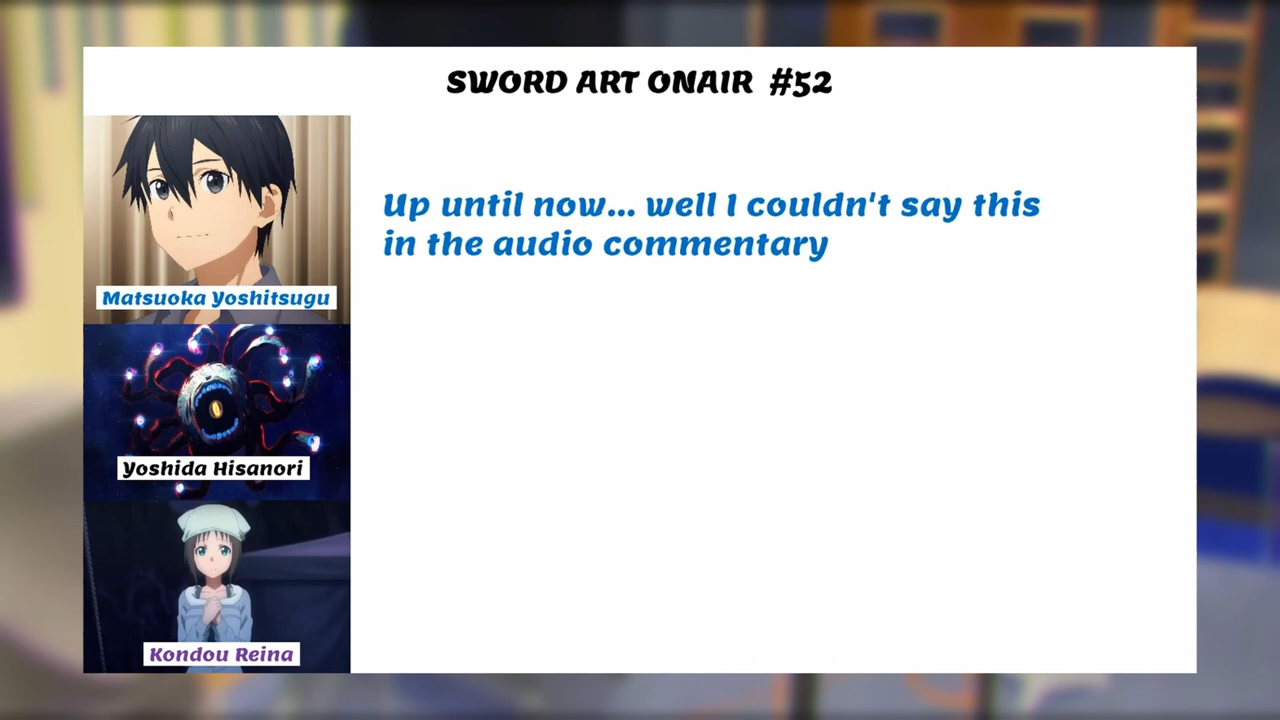 SWORD ART ONAIR #52
Up until now... well I couldn't say this
in the audio commentary
Matsuoka Yoshitsugu
Yoshida Hisanori
Kondou Reina